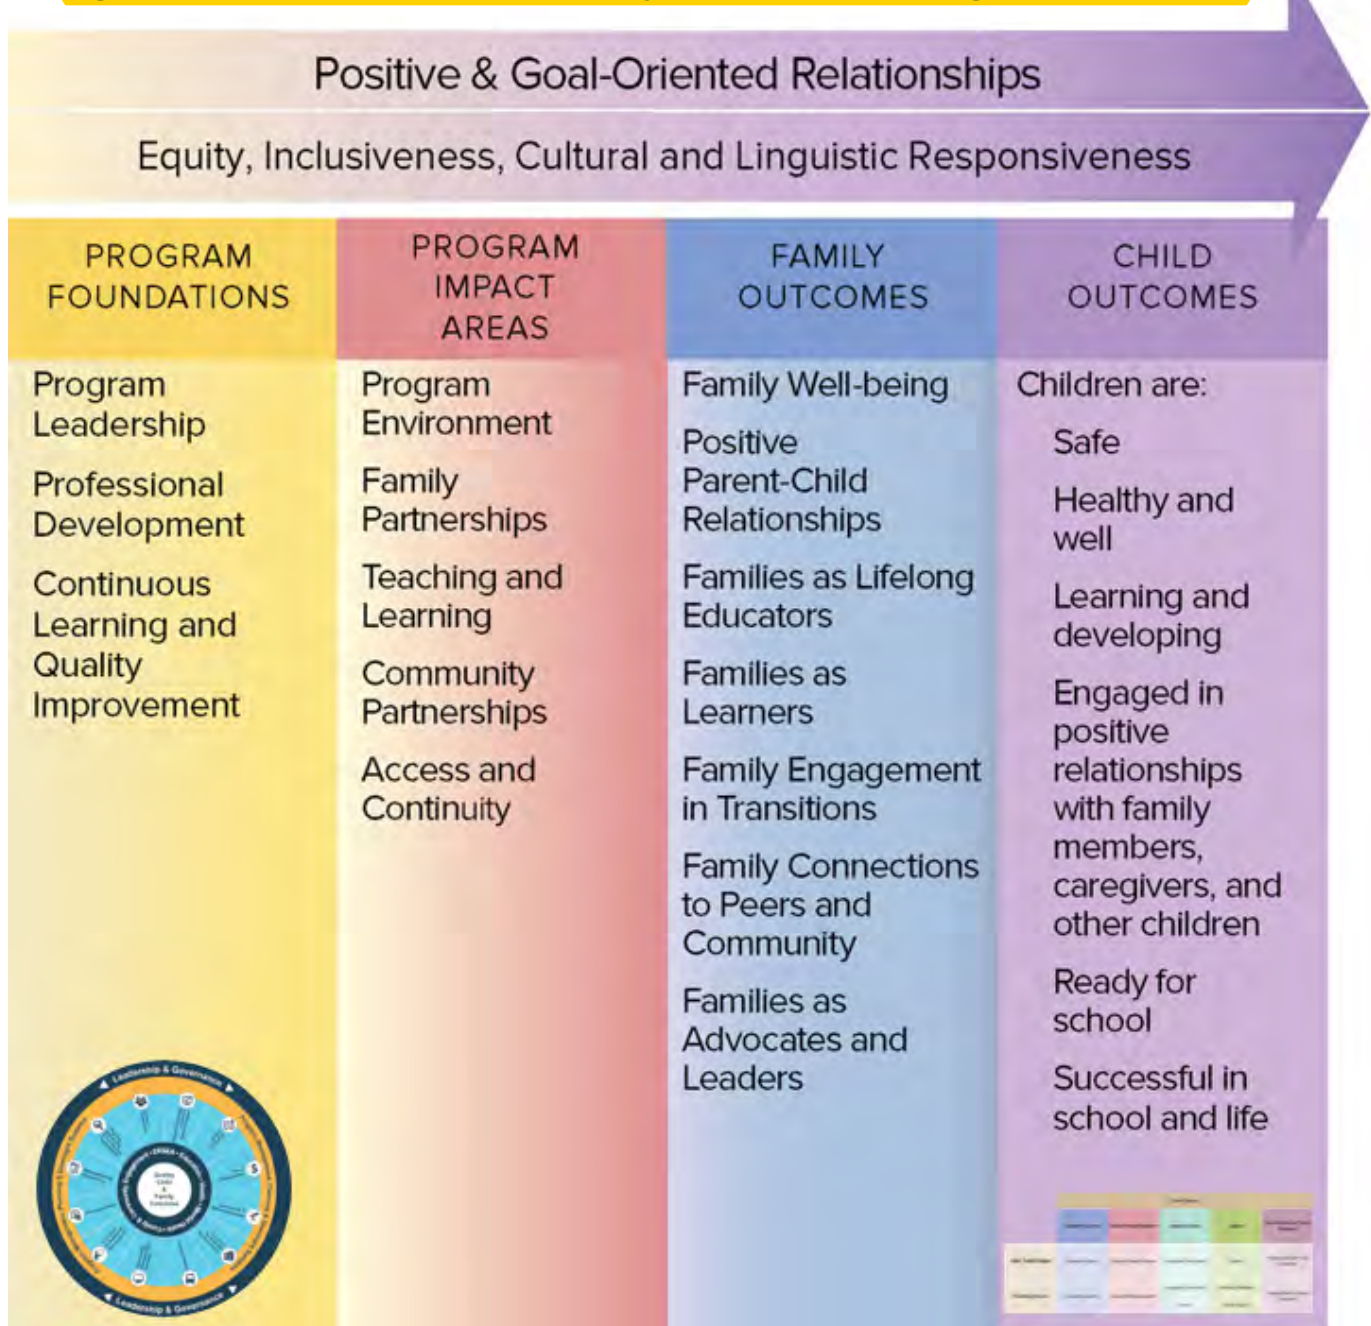 Positive & Goal-Oriented Relationships
Equity, Inclusiveness, Cultural and Linguistic Responsiveness
PROGRAM
FOUNDATIONS
Program
Leadership
Professional
Development
Continuous
Learning and
Quality
Improvement
PROGRAM
IMPACT
AREAS
Program
Environment
Family
Partnerships
Teaching and
Learning
Community
Partnerships
Access and
Continuity
FAMILY
OUTCOMES
Family Well-being
Positive
Parent-Child
Relationships
Families as Lifelong
Educators
Families as
Learners
Family Engagement
in Transitions
Family Connections
to Peers and
Community
Families as
Advocates and
Leaders
CHILD
OUTCOMES
Children are:
Safe
Healthy and
well
Learning and
developing
Engaged in
positive
relationships
with family
members,
caregivers, and
other children
Ready for
school
Successful in
school and life
Leadership & Governance
Leadership & Governance